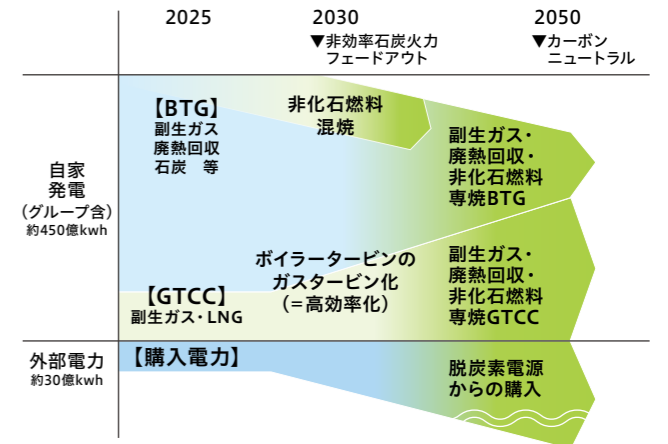 2025
2030
2050
▼非効率石炭火力
フェードアウト
▼カーボン
ニュートラル
自家
発電
（グループ含）
約450億kwh
【BTG】
副生ガス
廃熱回収
石炭　等
非化石燃料
混焼
副生ガス・
廃熱回収・
非化石燃料
専焼BTG
ボイラータービンの
ガスタービン化
（=高効率化）
【GTCC】
副生ガス・LNG
副生ガス・
廃熱回収・
非化石燃料
専焼GTCC
外部電力
約30億kwh
【購入電力】
脱炭素電源
からの購入